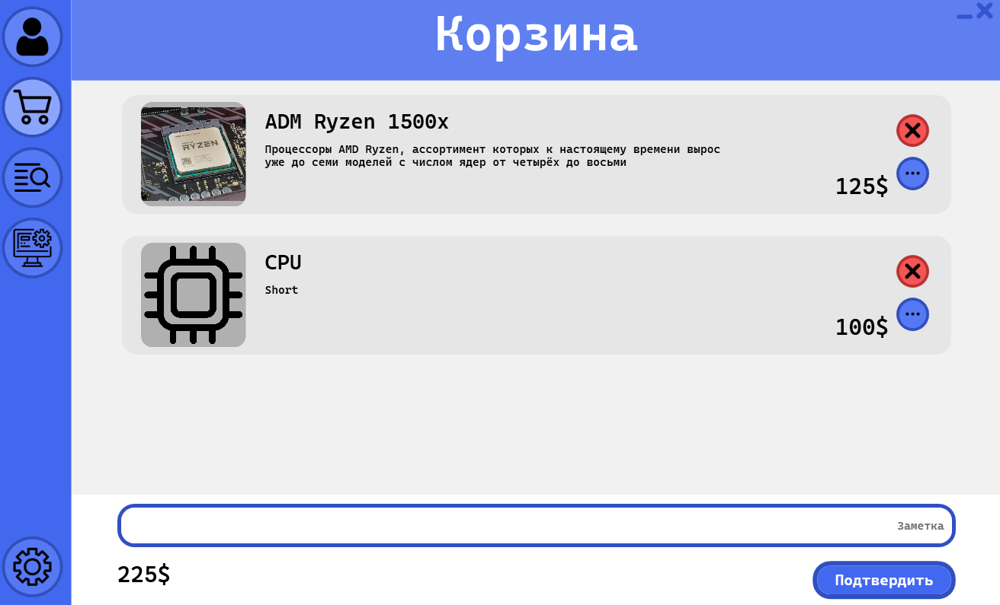 Корзина
ADM Ryzen 1500x
Процессоры AMD Ryzen, ассортимент которых к настоящему времени вырос
уже до семи моделей с числом ядер от четырёх до восьми
125$
RYZEN
CPU
Short
100$
Заметка
225$
Подтвердить